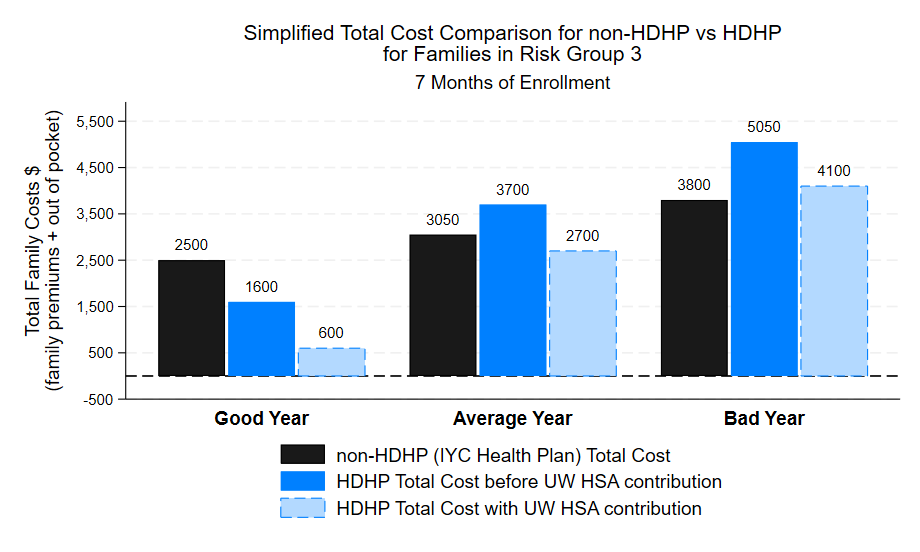 Simplified Total Cost Comparison for non-HDHP vs HDHP
for Families in Risk Group 3
7 Months of Enrollment
Total Family Costs $
(family premiums + out of pocket)
5,500
4,500
3,500
2,500
1,500
500
-500
2500
1600
600
3050
3700
2700
3800
5050
4100
Good Year
Average Year
Bad Year
non-HDHP (IYC Health Plan) Total Cost
HDHP Total Cost before UW HSA contribution
HDHP Total Cost with UW HSA contribution